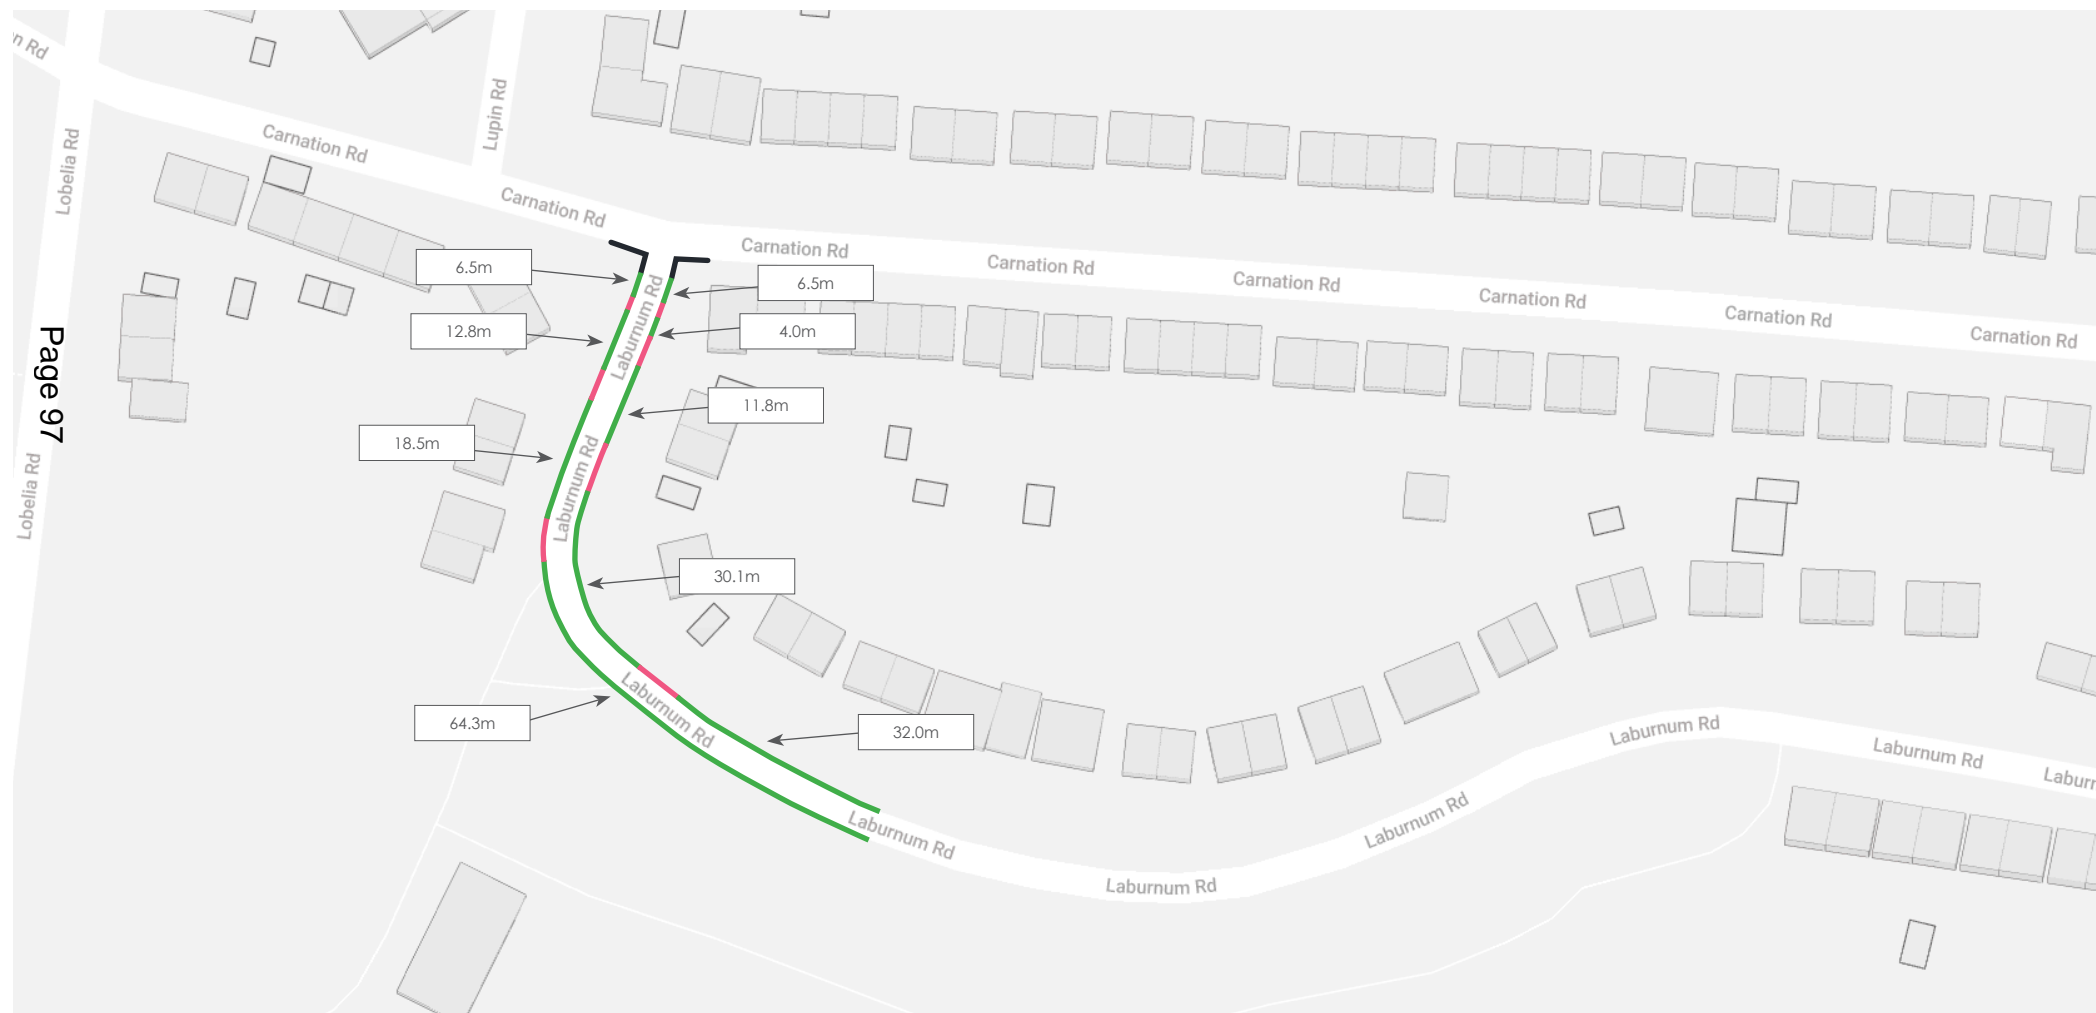 n Rd
Lobelia Rd
Carnation Rd
Lupin Rd
Carnation Rd
Carnation Rd
Carnation Rd
Carnation Rd
Carnation Rd
Carnation Rd
Carnation Rd
6.5m
6.5m
12.8m
4.0m
Laburnum Rd
Page 97
11.8m
18.5m
Laburnum Rd
Lobelia Rd
30.1m
64.3m
Laburnum Rd
32.0m
Laburnum Rd
Laburnum Rd
Laburnum Rd
Laburnum Rd
Laburnum Rd
Laburr